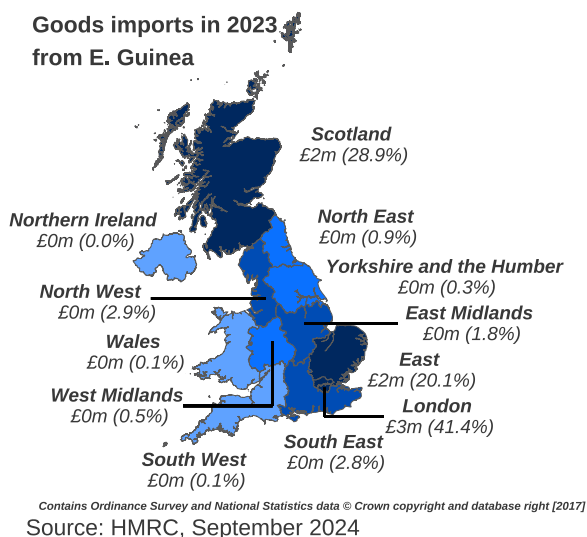 Goods imports in 2023
from E. Guinea
Scotland
£2m (28.9%)
Northern Ireland
£0m (0.0%)
North East
£0m (0.9%)
Yorkshire and the Humber
£0m (0.3%)
North West
£0m (2.9%)
East Midlands
£0m (1.8%)
Wales
£0m (0.1%)
East
£2m (20.1%)
West Midlands
£0m (0.5%)
London
£3m (41.4%)
South East
£0m (2.8%)
South West
£0m (0.1%)
Contains Ordinance Survey and National Statistics data © Crown copyright and database right [2017]
Source: HMRC, September 2024